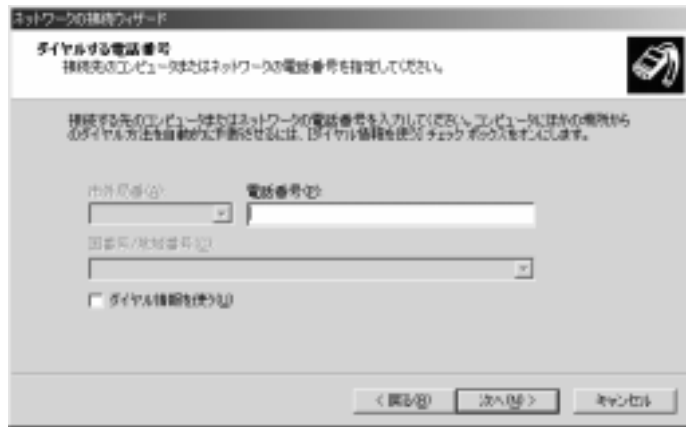 ネットワークの接続ウィザード
ダイヤルする電話番号
接続先のコンピュータまたはネットワークの電話番号を指定してください。
接続する先のコンピュータまたはネットワークの電話番号を入力してください。コンピュータにほかの場所から
のダイヤル方法を自動的に判断させるには、[ダイヤル情報を使う] チェック ボックスをオンにします。
市外局番(A):
電話番号(P):
国番号/地域番号(C):
ダイヤル情報を使う(U)
< 戻る(B)
次へ(N) >
キャンセル